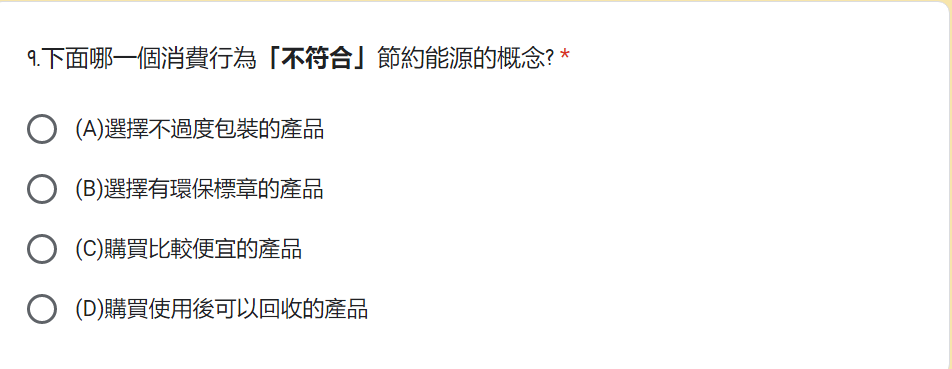 9.下面哪一個消費行為「不符合」節約能源的概念? *
(A)選擇不過度包裝的產品
(B)選擇有環保標章的產品
(C)購買比較便宜的產品
(D)購買使用後可以回收的產品